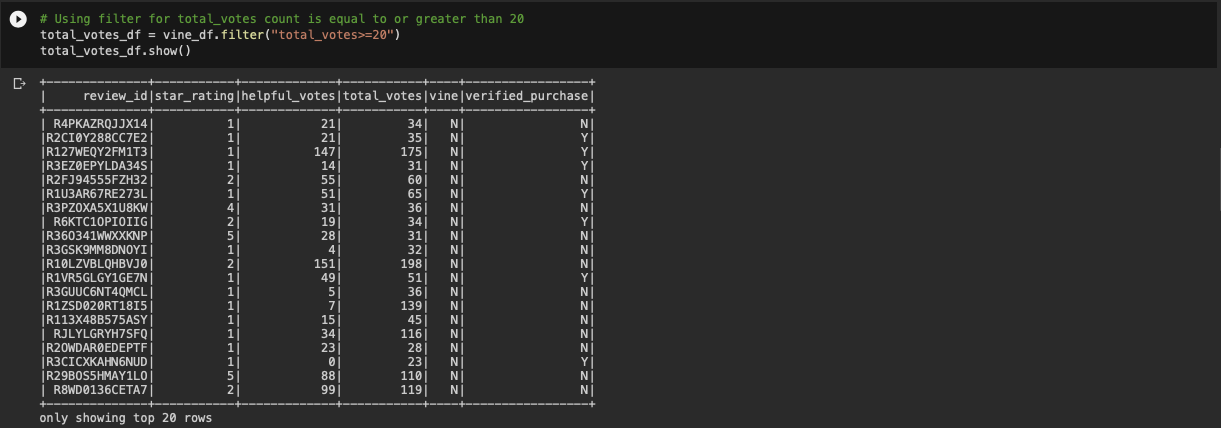 # Using filter for total_votes count is equal to or greater than 20
total_votes_df = vine_df.filter("total_votes>=20")
total_votes_df.show()
+--------------+-----------+-------------+-----------+----+-----------------+
|     review_id|star_rating|helpful_votes|total_votes|vine|verified_purchase|
+--------------+-----------+-------------+-----------+----+-----------------+
| R4PKAZRQJJX14|          1|           21|         34|   N|                N|
|R2CI0Y288CC7E2|          1|           21|         35|   N|                Y|
|R127WEQY2FM1T3|          1|          147|        175|   N|                Y|
|R3EZ0EPYLDA34S|          1|           14|         31|   N|                Y|
|R2FJ94555FZH32|          2|           55|         60|   N|                N|
|R1U3AR67RE273L|          1|           51|         65|   N|                Y|
|R3PZOXA5X1U8KW|          4|           31|         36|   N|                N|
| R6KTC1OPIOIIG|          2|           19|         34|   N|                Y|
|R36O341WWXXKNP|          5|           28|         31|   N|                N|
|R3GSK9MM8DNOYI|          1|            4|         32|   N|                N|
|R10LZVBLQHBVJ0|          2|          151|        198|   N|                N|
|R1VR5GLGY1GE7N|          1|           49|         51|   N|                Y|
|R3GUUC6NT4QMCL|          1|            5|         36|   N|                N|
|R1ZSD020RT18I5|          1|            7|        139|   N|                N|
|R113X48B575ASY|          1|           15|         45|   N|                N|
| RJLYLGRYH7SFQ|          1|           34|        116|   N|                N|
|R2OWDAR0EDEPTF|          1|           23|         28|   N|                N|
|R3CICXKAHN6NUD|          1|            0|         23|   N|                Y|
|R29BOS5HMAY1LO|          5|           88|        110|   N|                N|
| R8WD0136CETA7|          2|           99|        119|   N|                N|
+--------------+-----------+-------------+-----------+----+-----------------+
only showing top 20 rows